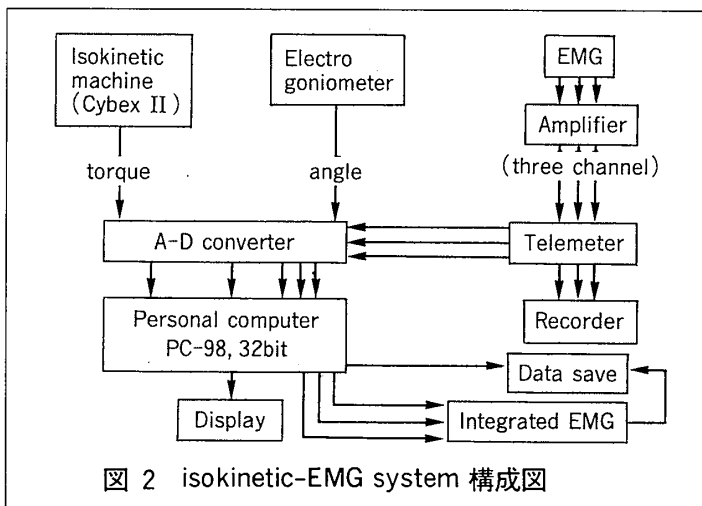 Isokinetic
machine
(Cybex II)
Electro
goniometer
EMG
Amplifier
torque
angle
(three channel)
A-D converter
Telemeter
Personal computer
PC-98, 32bit
Recorder
Data save
Display
Integrated EMG
図 2 isokinetic-EMG system 構成図